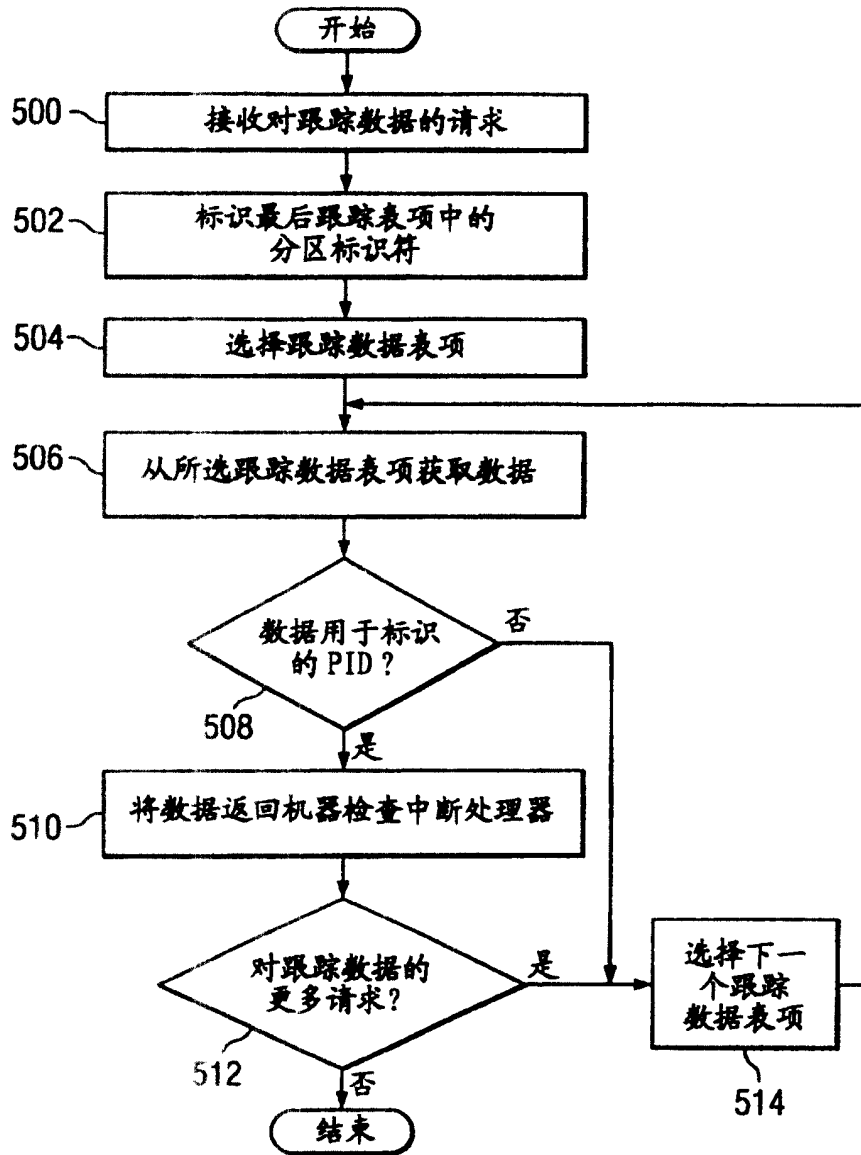 开始
500
接收对跟踪数据的请求
502
标识最后跟踪表项中的
分区标识符
504
选择跟踪数据表项
506
从所选跟踪数据表项获取数据
数据用于标识
的 PID？
否
508
是
510
将数据返回机器检查中断处理器
对跟踪数据的
更多请求？
是
选择下一
个跟踪
数据表项
512
否
514
结束